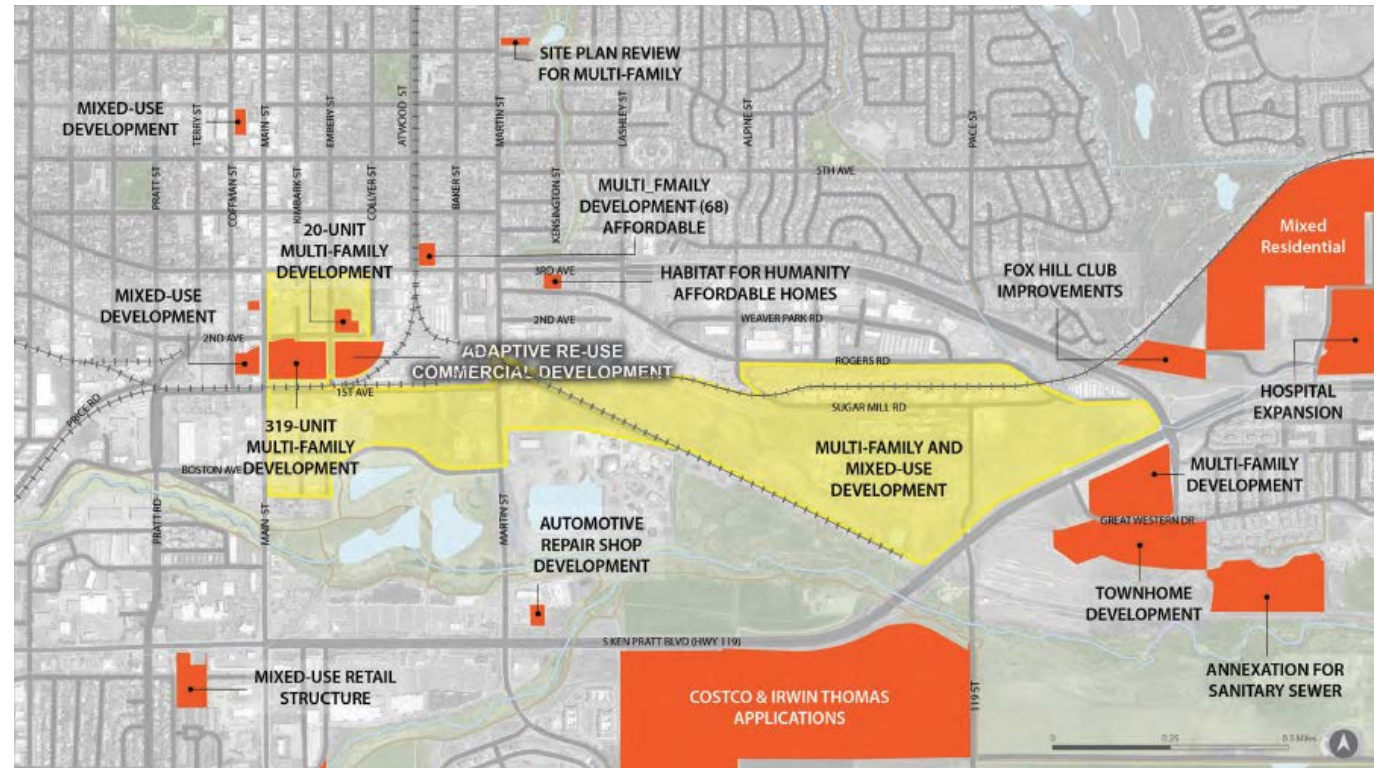 SITE PLAN REVIEW
FOR MULTI-FAMILY
MIXED-USE
DEVELOPMENT
TERRY ST
MAIN ST
EMBERY ST
ATWOOD ST
MARTIN ST
LASHLEY ST
ALPINE ST
PACE ST
5TH AVE
PRATT ST
COFFMAN ST
KIMBARK ST
COLLYER ST
BAKER ST
KENSINGTON ST
MULTI_FMAILY
DEVELOPMENT (68)
AFFORDABLE
20-UNIT
MULTI-FAMILY
DEVELOPMENT
Mixed
Residential
3RD AVE
HABITAT FOR HUMANITY
AFFORDABLE HOMES
FOX HILL CLUB
IMPROVEMENTS
MIXED-USE
DEVELOPMENT
2ND AVE
2ND AVE
WEAVER PARK RD
ADAPTIVE RE-USE
COMMERCIAL DEVELOPMENT
ROGERS RD
1ST AVE
SUGAR MILL RD
HOSPITAL
EXPANSION
PRICE RD
319-UNIT
MULTI-FAMILY
DEVELOPMENT
BOSTON AVE
MULTI-FAMILY AND
MIXED-USE
DEVELOPMENT
MULTI-FAMILY
DEVELOPMENT
PRATT RD
MAIN ST
MARTIN ST
GREAT WESTERN DR
AUTOMOTIVE
REPAIR SHOP
DEVELOPMENT
TOWNHOME
DEVELOPMENT
S KEN PRATT BLVD (HWY 119)
ANNEXATION FOR
SANITARY SEWER
MIXED-USE RETAIL
STRUCTURE
COSTCO & IRWIN THOMAS
APPLICATIONS
119 ST
0 0.25 0.5 Miles